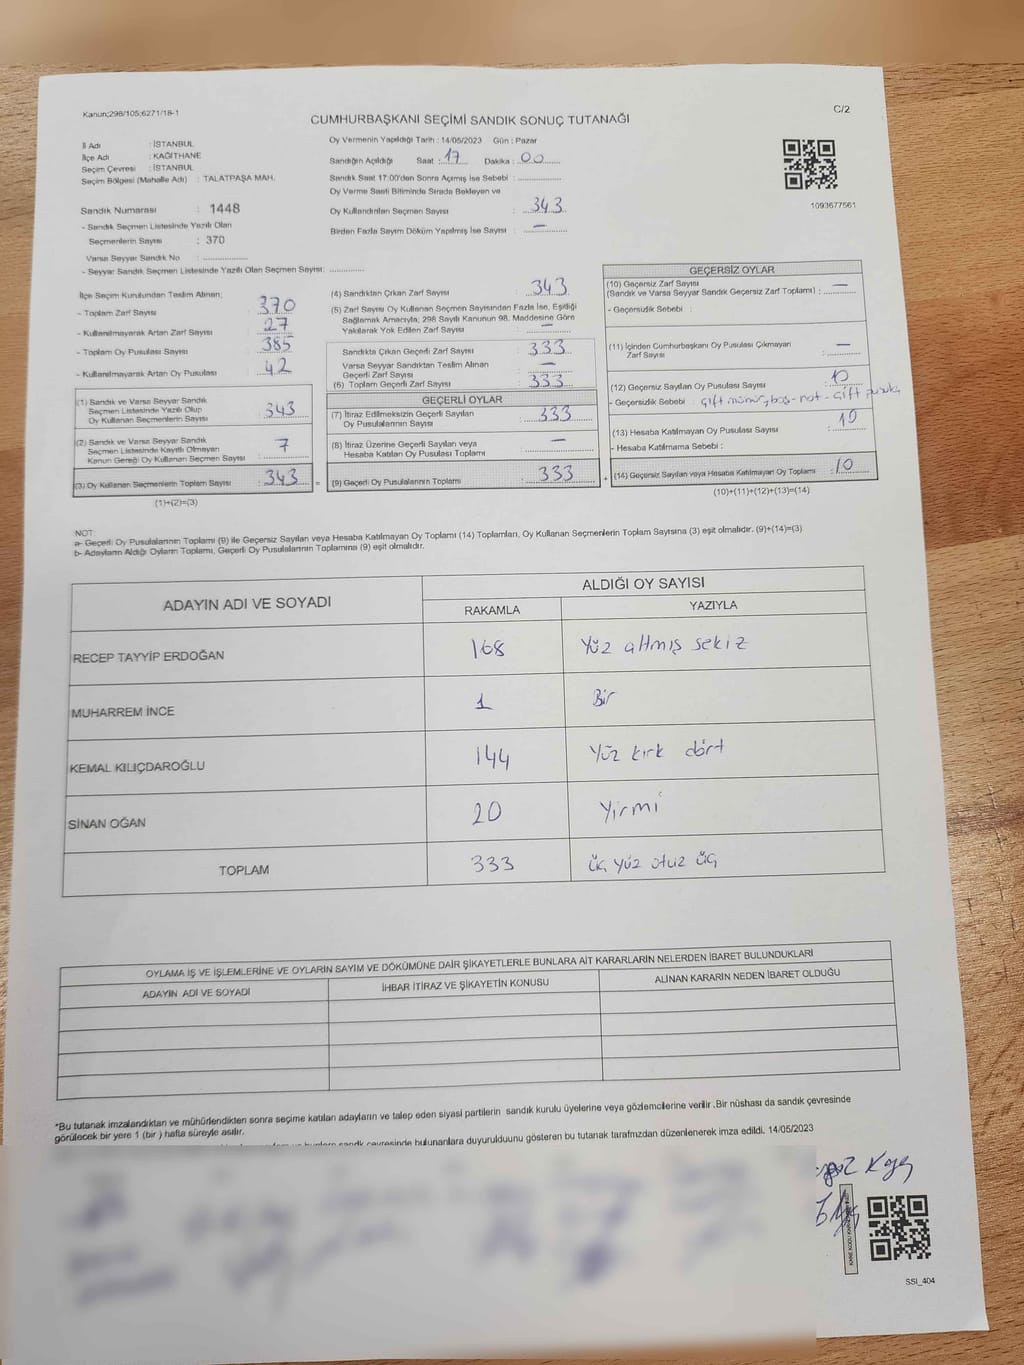 Kanun;298/105;6271/18-1
C/2
CUMHURBAŞKANI SEÇİMİ SANDIK SONUÇ TUTANAĞI
İl Adı : İSTANBUL
İlçe Adı : KAĞITHANE
Seçim Çevresi : İSTANBUL
Seçim Bölgesi (Mahalle Adı) : TALATPAŞA MAH.
Sandık Numarası : 1448
- Sandık Seçmen Listesinde Yazılı Olan
Seçmenlerin Sayısı : 370
Varsa Seyyar Sandık No :
- Seyyar Sandık Seçmen Listesinde Yazılı Olan Seçmen Sayısı:
Oy Vermenin Yapıldığı Tarih : 14/05/2023 Gün : Pazar
Sandığın Açıldığı Saat : 17 Dakika : 00
Sandık Saat 17:00'den Sonra Açımış İse Sebebi :
Oy Verme Saati Bitiminde Sırada Bekleyen ve
Oy Kullandırılan Seçmen Sayısı : 343
Birden Fazla Sayım Döküm Yapılmış İse Sayısı : —
1093677561
İlçe Seçim Kurulundan Teslim Alınan;
- Toplam Zarf Sayısı : 370
- Kullanılmayarak Artan Zarf Sayısı : 27
- Toplam Oy Pusulası Sayısı : 385
- Kullanılmayarak Artan Oy Pusulası : 42
(1) Sandık ve Varsa Seyyar Sandık
Seçmen Listesinde Yazılı Olup
Oy Kullanan Seçmenlerin Sayısı : 343
(2) Sandık ve Varsa Seyyar Sandık
Seçmen Listesinde Kayıtlı Olmayan
Kanun Gereği Oy Kullanan Seçmen Sayısı : 7
(3) Oy Kullanan Seçmenlerin Toplam Sayısı : 343 =
(1)+(2)=(3)
(4) Sandıktan Çıkan Zarf Sayısı : 343
(5) Zarf Sayısı Oy Kullanan Seçmen Sayısından Fazla İse, Eşitliği
Sağlamak Amacıyla; 298 Sayılı Kanunun 98. Maddesine Göre
Yakılarak Yok Edilen Zarf Sayısı : —
Sandıkta Çıkan Geçerli Zarf Sayısı : 333
Varsa Seyyar Sandıktan Teslim Alınan
Geçerli Zarf Sayısı : —
(6) Toplam Geçerli Zarf Sayısı : 333
GEÇERLİ OYLAR
(7) İtiraz Edilmeksizin Geçerli Sayılan
Oy Pusulalarının Sayısı : 333
(8) İtiraz Üzerine Geçerli Sayılan veya
Hesaba Katılan Oy Pusulası Toplamı : —
(9) Geçerli Oy Pusulalarının Toplamı : 333 +
GEÇERSİZ OYLAR
(10) Geçersiz Zarf Sayısı
(Sandık ve Varsa Seyyar Sandık Geçersiz Zarf Toplamı) : —
- Geçersizlik Sebebi :
(11) İçinden Cumhurbaşkanı Oy Pusulası Çıkmayan
Zarf Sayısı : —
(12) Geçersiz Sayılan Oy Pusulası Sayısı : 10
- Geçersizlik Sebebi : çift mühür, boş - not - çift pusula
(13) Hesaba Katılmayan Oy Pusulası Sayısı : 10
- Hesaba Katılmama Sebebi :
(14) Geçersiz Sayılan veya Hesaba Katılmayan Oy Toplamı : 10
(10)+(11)+(12)+(13)=(14)
NOT:
a- Geçerli Oy Pusulalarının Toplamı (9) ile Geçersiz Sayılan veya Hesaba Katılmayan Oy Toplamı (14) Toplamları, Oy Kullanan Seçmenlerin Toplam Sayısına (3) eşit olmalıdır. (9)+(14)=(3)
b- Adayların Aldığı Oyların Toplamı, Geçerli Oy Pusulalarının Toplamına (9) eşit olmalıdır.
ADAYIN ADI VE SOYADI
ALDIĞI OY SAYISI
RAKAMLA YAZIYLA
RECEP TAYYİP ERDOĞAN 168 Yüz altmış sekiz
MUHARREM İNCE 1 Bir
KEMAL KILIÇDAROĞLU 144 Yüz kırk dört
SİNAN OĞAN 20 Yirmi
TOPLAM 333 üç yüz otuz üç
OYLAMA İŞ VE İŞLEMLERİNE VE OYLARIN SAYIM VE DÖKÜMÜNE DAİR ŞİKAYETLERLE BUNLARA AİT KARARLARIN NELERDEN İBARET BULUNDUKLARI
ADAYIN ADI VE SOYADI İHBAR İTİRAZ VE ŞİKAYETİN KONUSU ALINAN KARARIN NEDEN İBARET OLDUĞU
*Bu tutanak imzalandıktan ve mühürlendikten sonra seçime katılan adayların ve talep eden siyasi partilerin sandık kurulu üyelerine veya gözlemcilerine verilir .Bir nüshası da sandık çevresinde
görülecek bir yere 1 (bir ) hafta süreyle asılır.
sandık çevresinde bulunanlara duyurulduunu gösteren bu tutanak tarafımzdan düzenlenerek imza edildi. 14/05/2023
SSİ_404